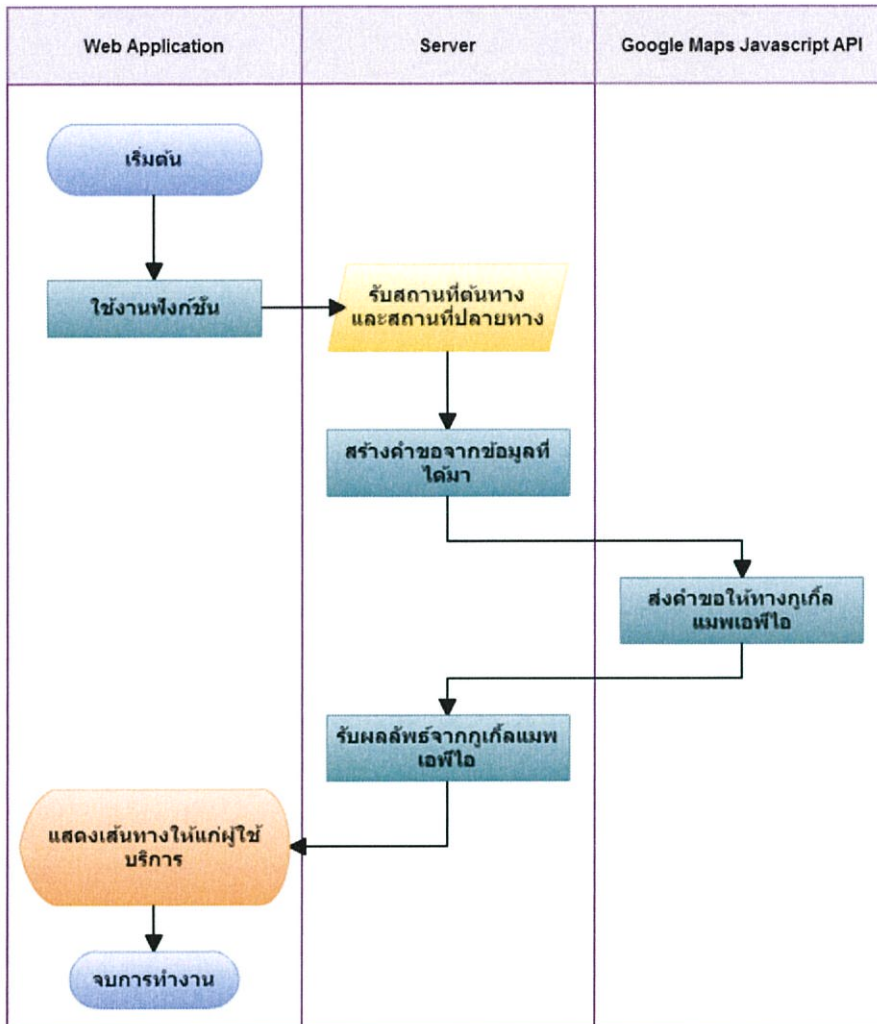 Web Application
Server
Google Maps Javascript API
เริ่มต้น
ใช้งานฟังก์ชัน
รับสถานที่ต้นทาง
และสถานที่ปลายทาง
สร้างคำขอจากข้อมูลที่
ได้มา
ส่งคำขอให้ทางกูเกิ้ล
แมพเอพีไอ
รับผลลัพธ์จากกูเกิ้ลแมพ
เอพีไอ
แสดงเส้นทางให้แก่ผู้ใช้
บริการ
จบการทำงาน